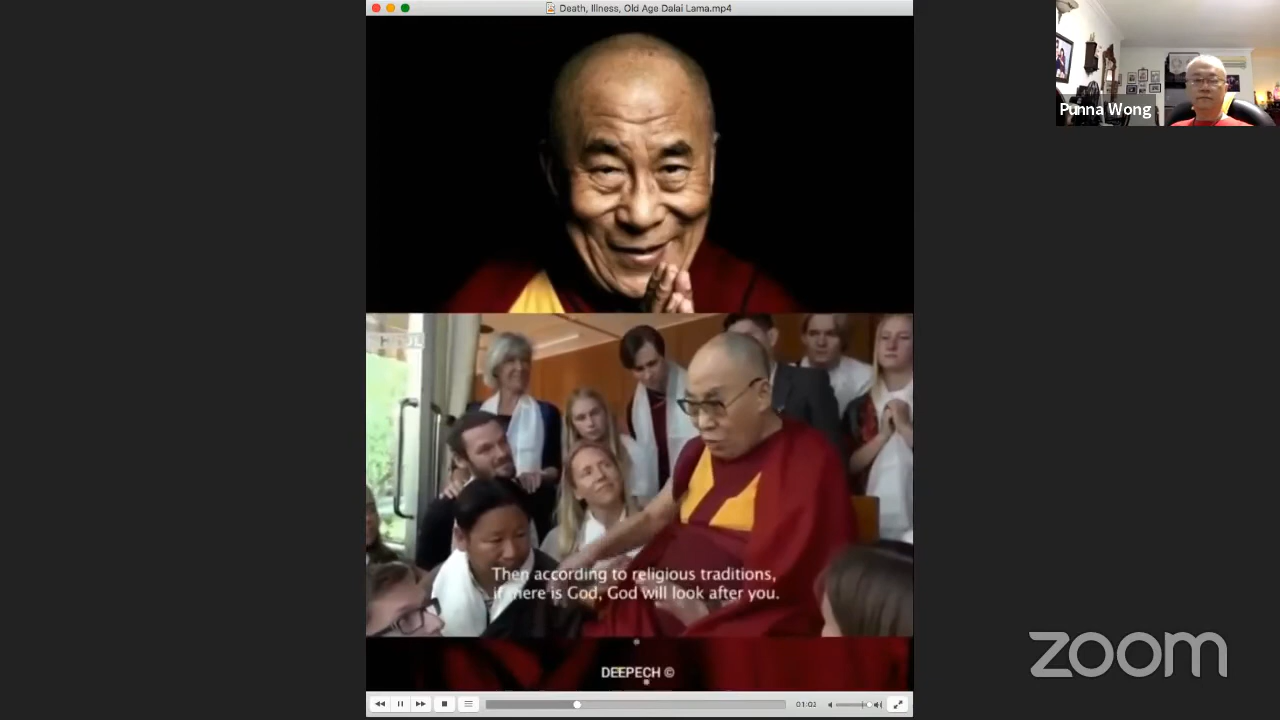 Death, Illness, Old Age Dalai Lama.mp4
Punna Wong
Then according to religious traditions,
if there is God, God will look after you.
DEEPECH ©
01:01
zoom